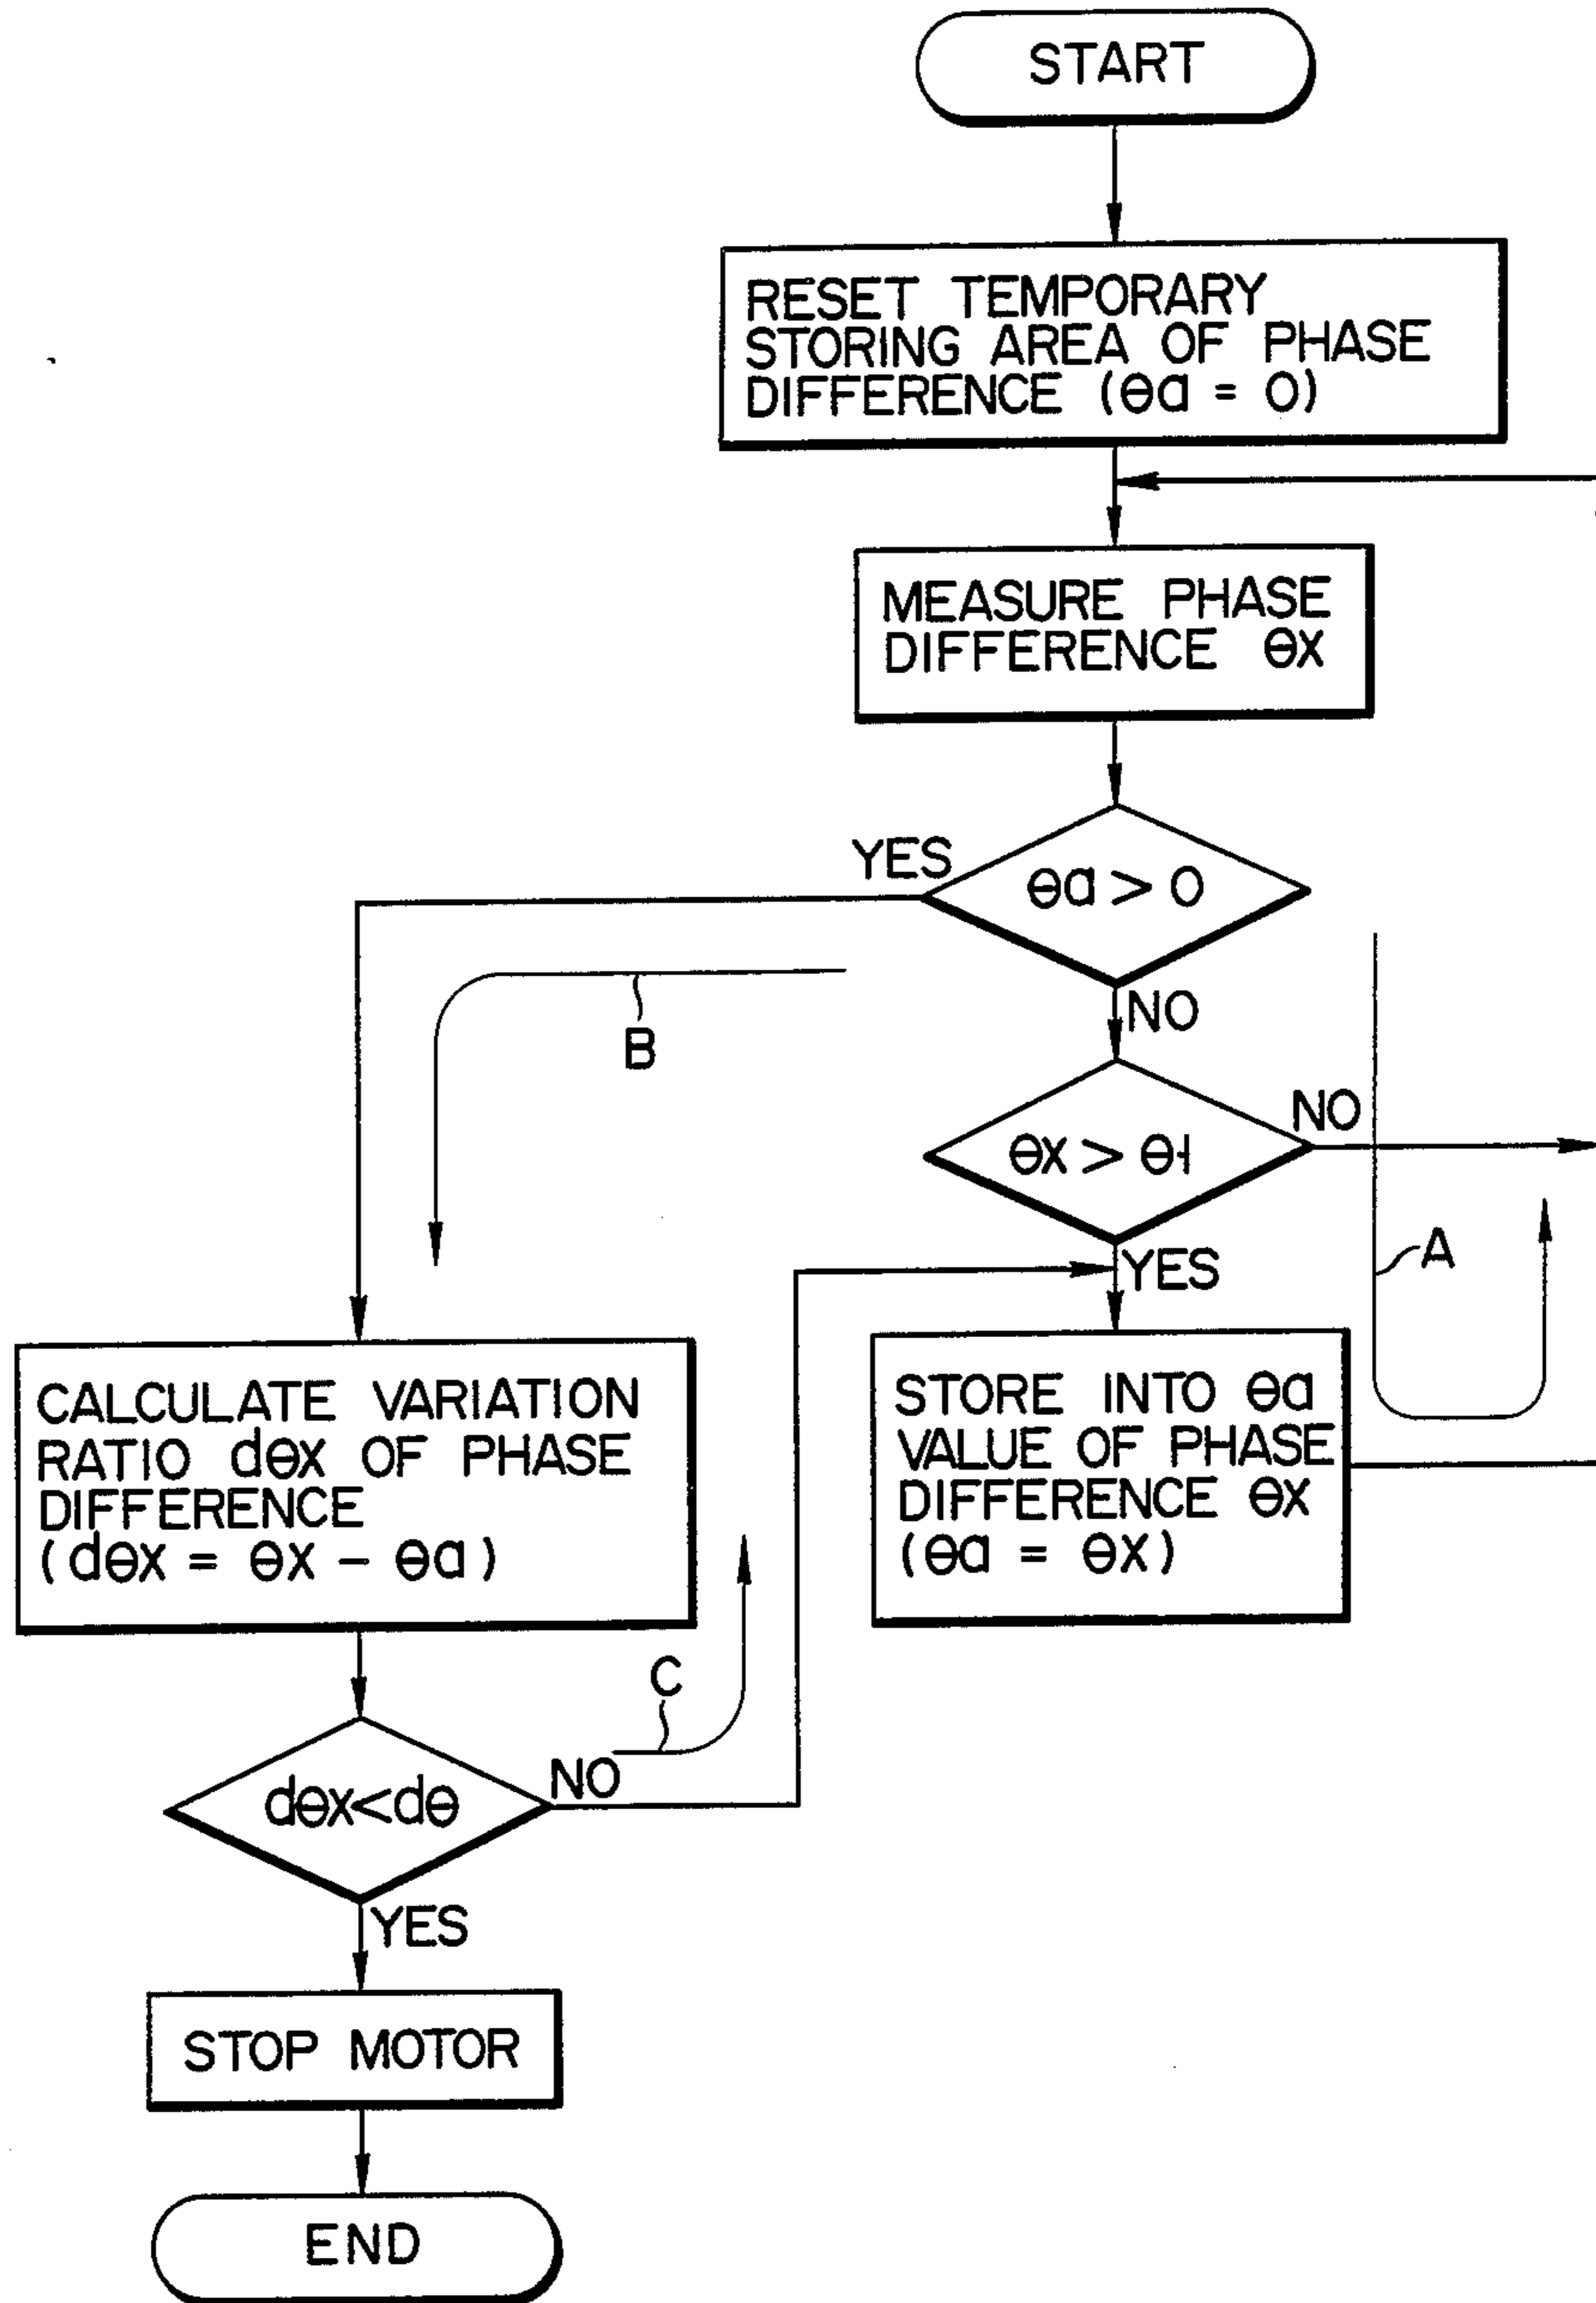 START
RESET TEMPORARY
STORING AREA OF PHASE
DIFFERENCE (θa = 0)
MEASURE PHASE
DIFFERENCE θx
YES
θa > 0
NO
B
NO
θx > θ1
A
YES
CALCULATE VARIATION
RATIO dθx OF PHASE
DIFFERENCE
(dθx = θx − θa)
STORE INTO θa
VALUE OF PHASE
DIFFERENCE θx
(θa = θx)
C
NO
dθx<dθ
YES
STOP MOTOR
END